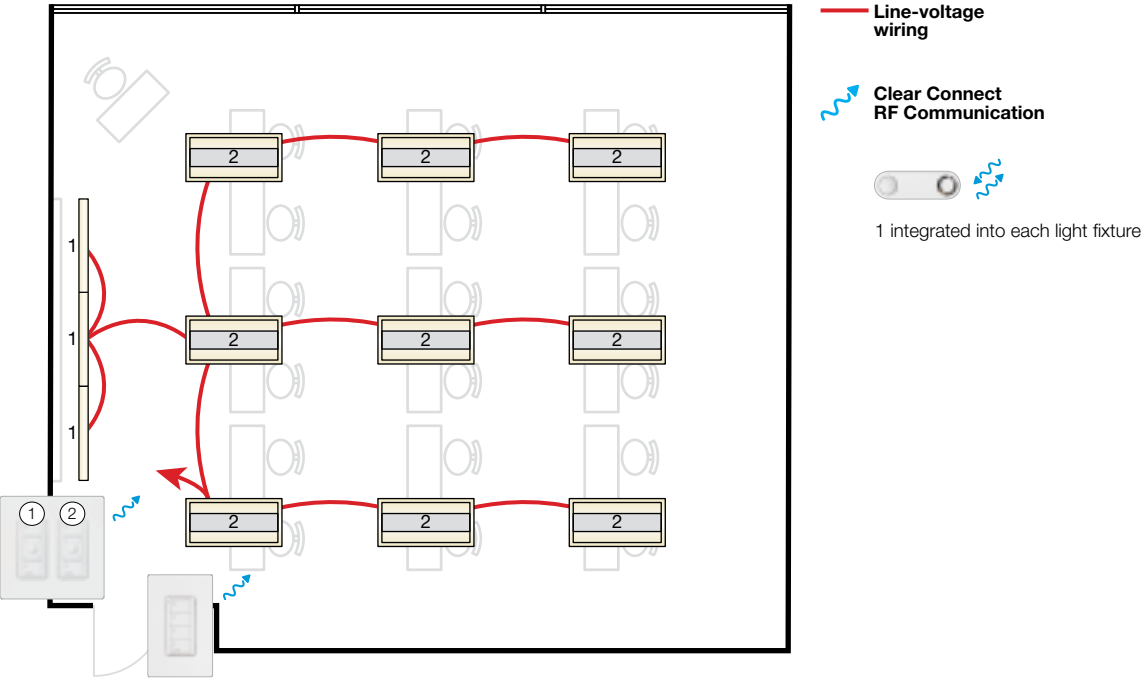 Line-voltage
wiring
Clear Connect
RF Communication
1 integrated into each light fixture
2 2 2
1
1 2 2 2
1
1 2
2 2 2